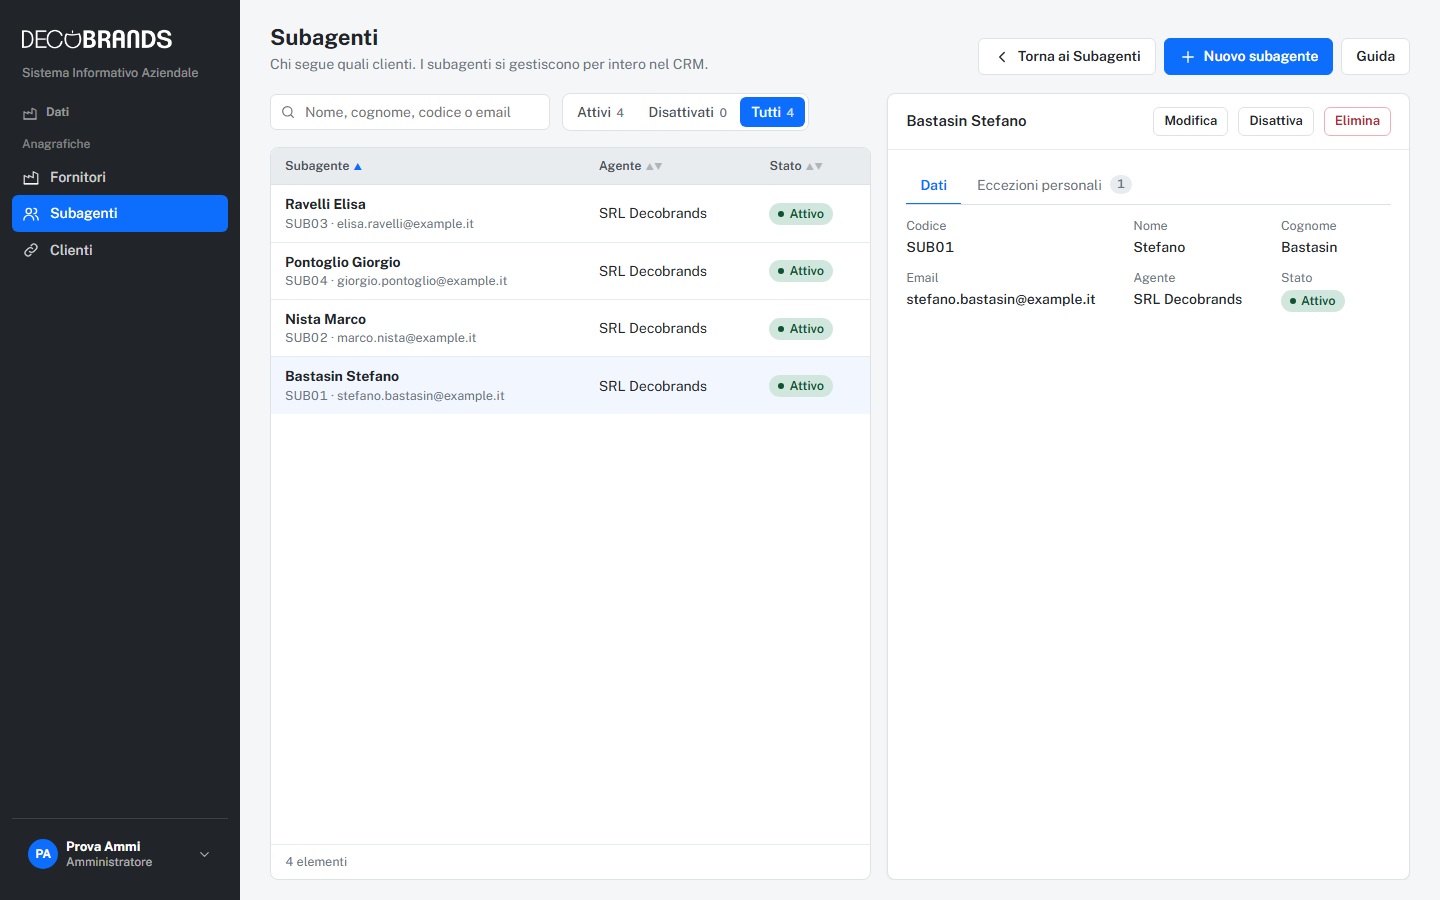 DECOBRANDS
Sistema Informativo Aziendale
Dati
Anagrafiche
Fornitori
Subagenti
Clienti
PA
Prova Ammi
Amministratore
Subagenti
Chi segue quali clienti. I subagenti si gestiscono per intero nel CRM.
Torna ai Subagenti
Nuovo subagente
Guida
Nome, cognome, codice o email
Attivi 4
Disattivati 0
Tutti 4
Subagente Agente Stato
Ravelli Elisa
SUB03 · elisa.ravelli@example.it
SRL Decobrands
Attivo
Pontoglio Giorgio
SUB04 · giorgio.pontoglio@example.it
SRL Decobrands
Attivo
Nista Marco
SUB02 · marco.nista@example.it
SRL Decobrands
Attivo
Bastasin Stefano
SUB01 · stefano.bastasin@example.it
SRL Decobrands
Attivo
4 elementi
Bastasin Stefano
Modifica
Disattiva
Elimina
Dati
Eccezioni personali 1
Codice Nome Cognome
SUB01 Stefano Bastasin
Email Agente Stato
stefano.bastasin@example.it SRL Decobrands Attivo